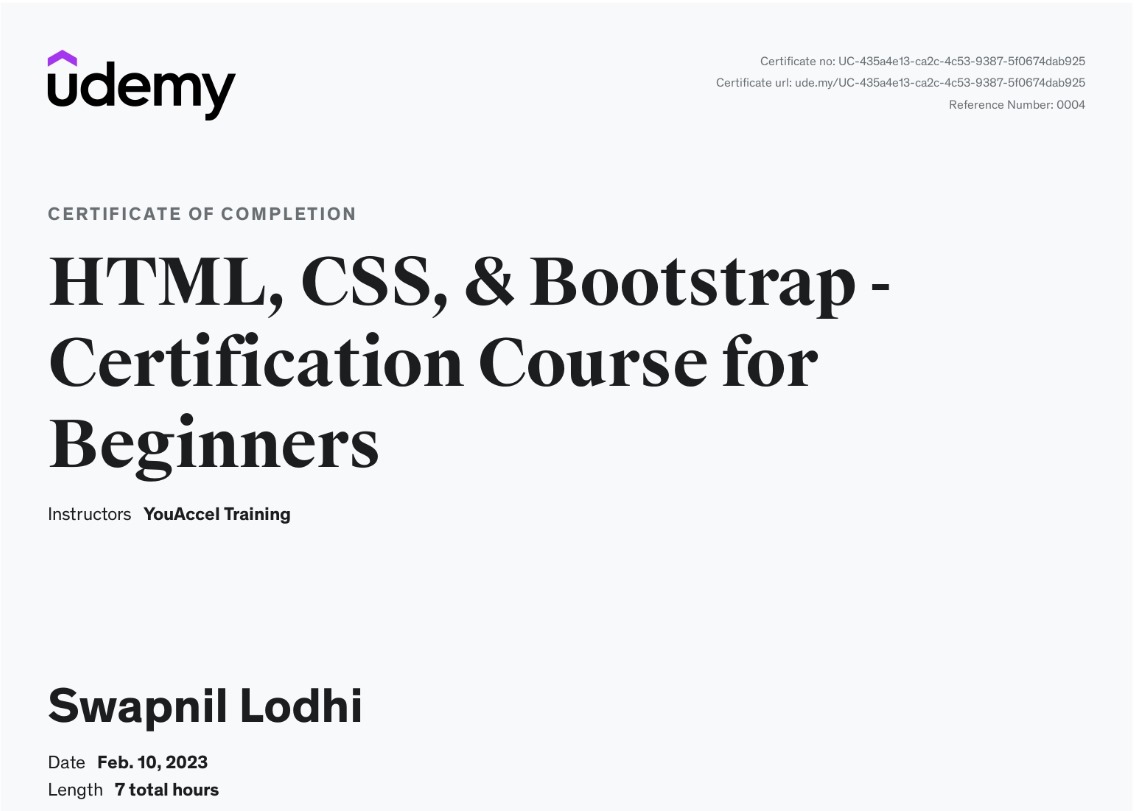 udemy
Certificate no: UC-435a4e13-ca2c-4c53-9387-5f0674dab925
Certificate url: ude.my/UC-435a4e13-ca2c-4c53-9387-5f0674dab925
Reference Number: 0004
CERTIFICATE OF COMPLETION
HTML, CSS, & Bootstrap -
Certification Course for
Beginners
Instructors YouAccel Training
Swapnil Lodhi
Date Feb. 10, 2023
Length 7 total hours